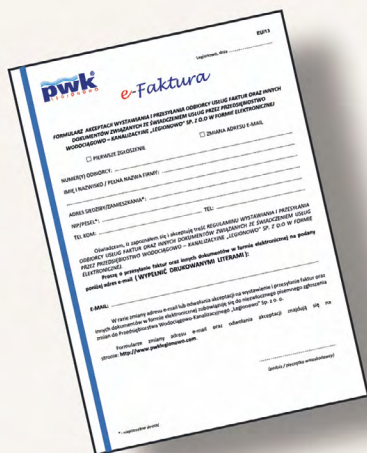 EU/13
pwk
LEGIONOWO
Legionowo, dnia
e-Faktura
FORMULARZ AKCEPTACJI WYSTAWIANIA I PRZESYŁANIA ODBIORCY USŁUG FAKTUR ORAZ INNYCH
DOKUMENTÓW ZWIĄZANYCH ZE ŚWIADCZENIEM USŁUG PRZEZ PRZEDSIĘBIORSTWO
WODOCIĄGOWO - KANALIZACYJNE „LEGIONOWO" SP. Z O.O W FORMIE ELEKTRONICZNEJ
☐ PIERWSZE ZGŁOSZENIE ☐ ZMIANA ADRESU E-MAIL
NUMER(Y) ODBIORCY:
IMIĘ I NAZWISKO / PEŁNA NAZWA FIRMY:
ADRES SIEDZIBY/ZAMIESZKANIA*:
NIP/PESEL*:
TEL KOM: TEL:
Oświadczam, iż zapoznałem się i akceptuję treść REGULAMINU WYSTAWIANIA I PRZESYŁANIA
ODBIORCY USŁUG FAKTUR ORAZ INNYCH DOKUMENTÓW ZWIĄZANYCH ZE ŚWIADCZENIEM USŁUG
PRZEZ PRZEDSIĘBIORSTWO WODOCIĄGOWO – KANALIZACYJNE „LEGIONOWO" SP. Z O.O W FORMIE
ELEKTRONICZNEJ.
Proszę o przesyłanie faktur oraz innych dokumentów w formie elektronicznej na podany
poniżej adres e-mail ( WYPEŁNIĆ DRUKOWANYMI LITERAMI ):
E-MAIL:
W razie zmiany adresu e-mail lub odwołania akceptacji na wystawianie i przesyłanie faktur oraz
innych dokumentów w formie elektronicznej zobowiązuję się do niezwłocznego pisemnego zgłoszenia
zmian do Przedsiębiorstwa Wodociągowo-Kanalizacyjnego „Legionowo" Sp. z o. o.
Formularze zmiany adresu e-mail oraz odwołania akceptacji znajdują się na
stronie: http://www.pwklegionowo.com
(podpis / pieczątka wnioskodawcy)